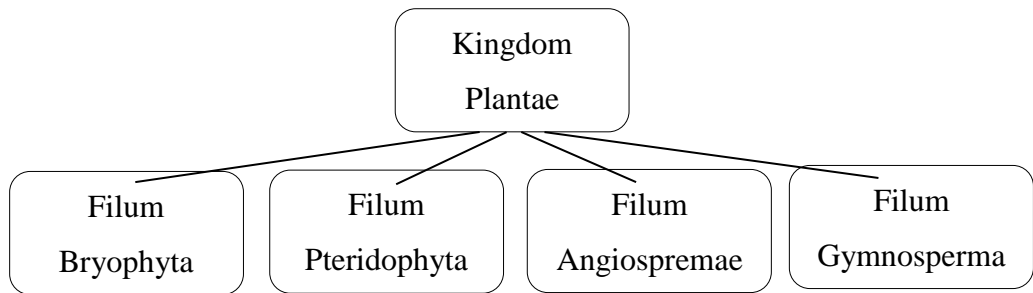 Kingdom
Plantae
Filum
Bryophyta
Filum
Pteridophyta
Filum
Angiospremae
Filum
Gymnosperma